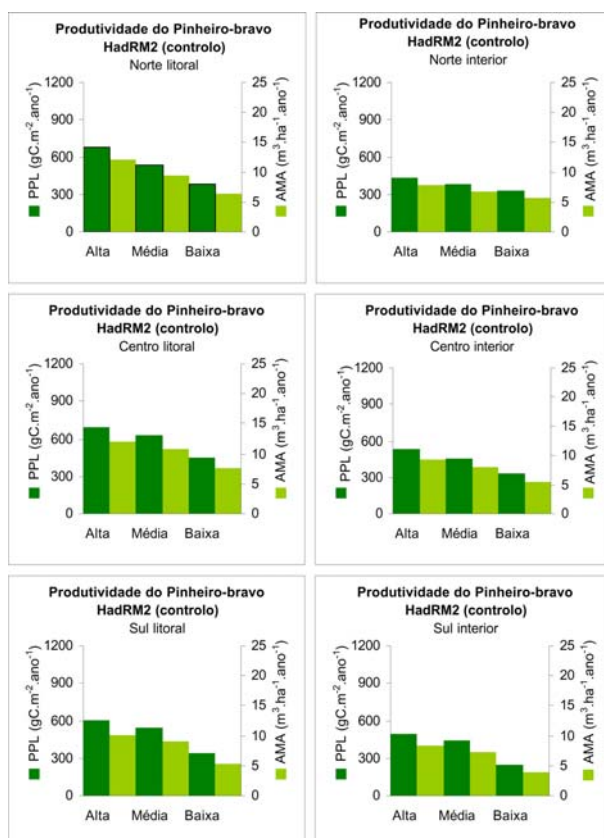 Produtividade do Pinheiro-bravo
HadRM2 (controlo)
Norte litoral
PPL (gC.m⁻².ano⁻¹)
1200
900
600
300
0
25
20
15
10
5
0
AMA (m³.ha⁻¹.ano⁻¹)
Alta Média Baixa
Produtividade do Pinheiro-bravo
HadRM2 (controlo)
Norte interior
PPL (gC.m⁻².ano⁻¹)
1200
900
600
300
0
25
20
15
10
5
0
AMA (m³.ha⁻¹.ano⁻¹)
Alta Média Baixa
Produtividade do Pinheiro-bravo
HadRM2 (controlo)
Centro litoral
PPL (gC.m⁻².ano⁻¹)
1200
900
600
300
0
25
20
15
10
5
0
AMA (m³.ha⁻¹.ano⁻¹)
Alta Média Baixa
Produtividade do Pinheiro-bravo
HadRM2 (controlo)
Centro interior
PPL (gC.m⁻².ano⁻¹)
1200
900
600
300
0
25
20
15
10
5
0
AMA (m³.ha⁻¹.ano⁻¹)
Alta Média Baixa
Produtividade do Pinheiro-bravo
HadRM2 (controlo)
Sul litoral
PPL (gC.m⁻².ano⁻¹)
1200
900
600
300
0
25
20
15
10
5
0
AMA (m³.ha⁻¹.ano⁻¹)
Alta Média Baixa
Produtividade do Pinheiro-bravo
HadRM2 (controlo)
Sul interior
PPL (gC.m⁻².ano⁻¹)
1200
900
600
300
0
25
20
15
10
5
0
AMA (m³.ha⁻¹.ano⁻¹)
Alta Média Baixa